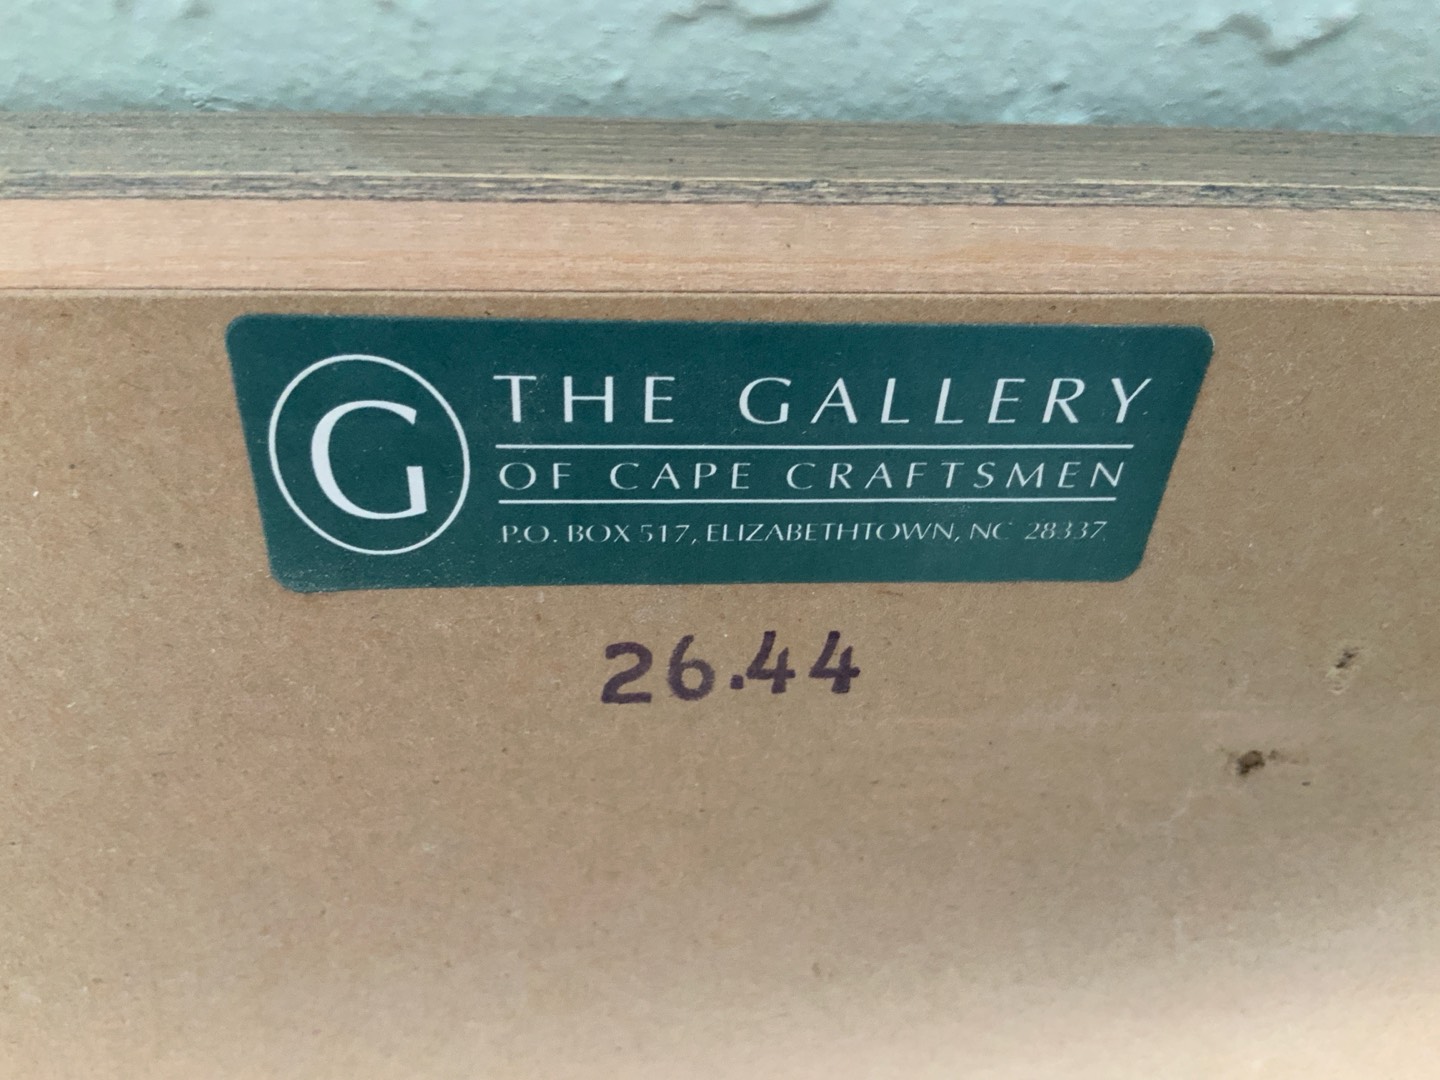 G
THE GALLERY
OF CAPE CRAFTSMEN
P.O. BOX 517, ELIZABETHTOWN, NC 28337
26.44